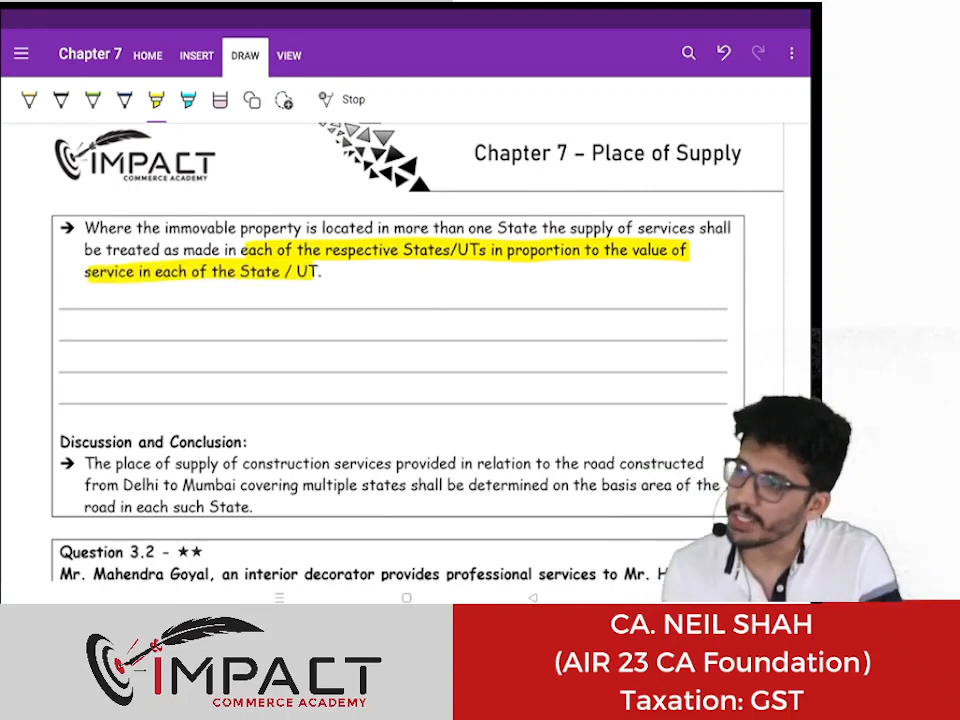 Chapter 7 HOME INSERT DRAW VIEW
Stop
IMPACT
COMMERCE ACADEMY
Chapter 7 – Place of Supply
→ Where the immovable property is located in more than one State the supply of services shall
be treated as made in each of the respective States/UTs in proportion to the value of
service in each of the State / UT.
Discussion and Conclusion:
→ The place of supply of construction services provided in relation to the road constructed
from Delhi to Mumbai covering multiple states shall be determined on the basis area of the
road in each such State.
Question 3.2 - ★★
Mr. Mahendra Goyal, an interior decorator provides professional services to Mr.
IMPACT
COMMERCE ACADEMY
CA. NEIL SHAH
(AIR 23 CA Foundation)
Taxation: GST